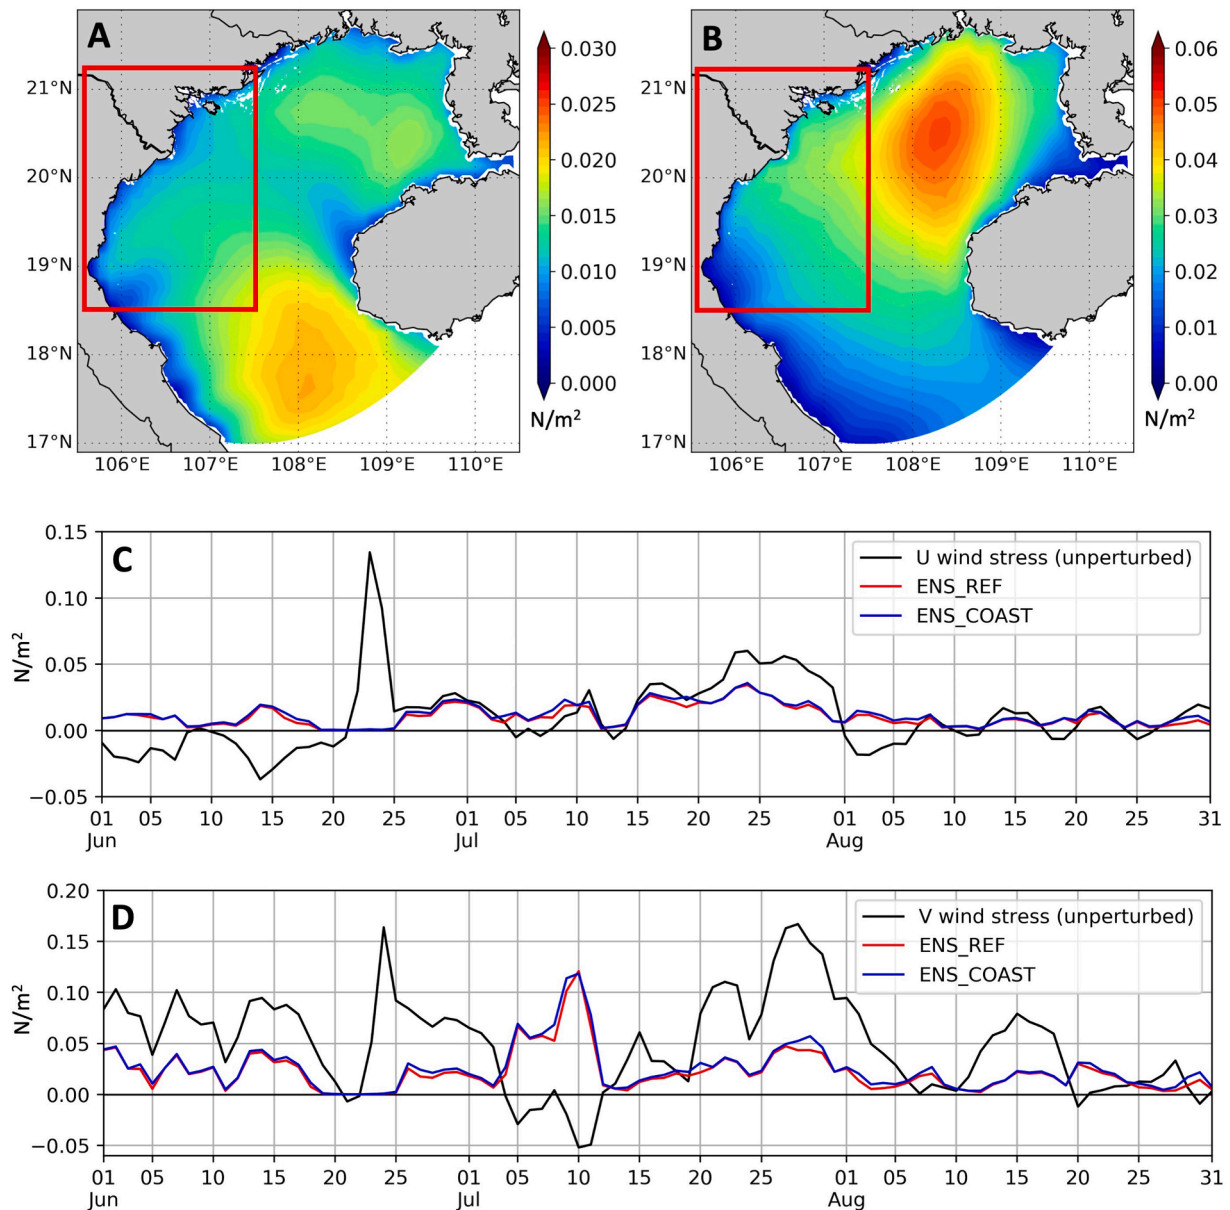 A
B
21°N
20°N
19°N
18°N
17°N
106°E 107°E 108°E 109°E 110°E
0.030
0.025
0.020
0.015
0.010
0.005
0.000
N/m²
21°N
20°N
19°N
18°N
17°N
106°E 107°E 108°E 109°E 110°E
0.06
0.05
0.04
0.03
0.02
0.01
0.00
N/m²
C
N/m²
0.15
0.10
0.05
0.00
−0.05
U wind stress (unperturbed)
ENS_REF
ENS_COAST
01 05 10 15 20 25 01 05 10 15 20 25 01 05 10 15 20 25 31
Jun Jul Aug
D
N/m²
0.20
0.15
0.10
0.05
0.00
−0.05
V wind stress (unperturbed)
ENS_REF
ENS_COAST
01 05 10 15 20 25 01 05 10 15 20 25 01 05 10 15 20 25 31
Jun Jul Aug